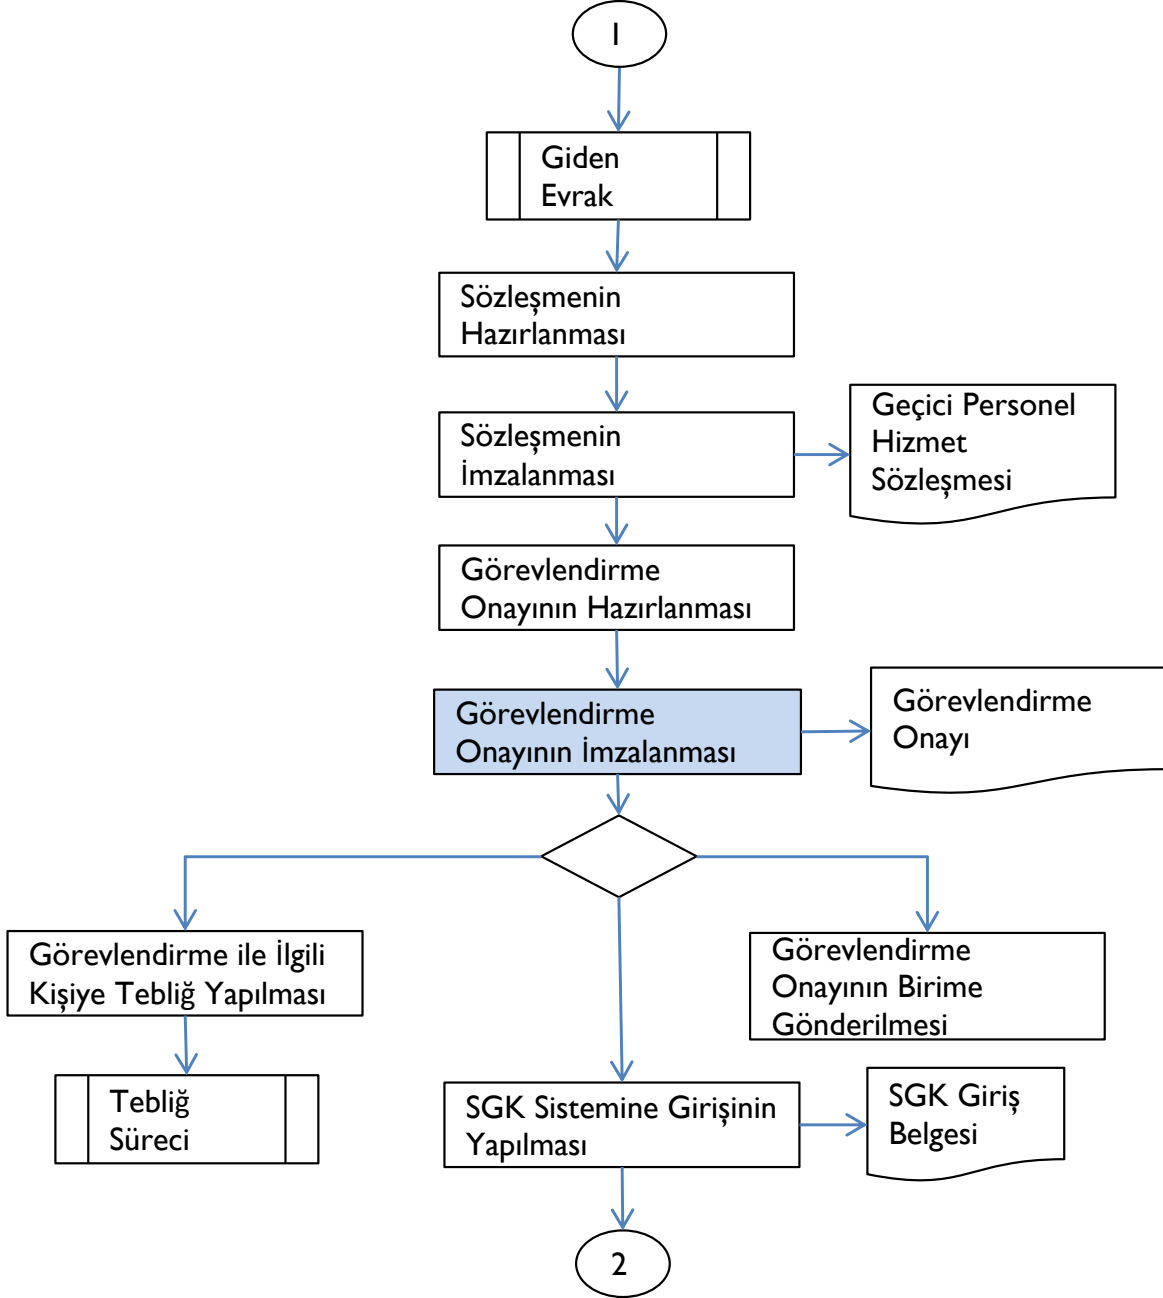 1
Giden
Evrak
Sözleşmenin
Hazırlanması
Sözleşmenin
İmzalanması
Geçici Personel
Hizmet
Sözleşmesi
Görevlendirme
Onayının Hazırlanması
Görevlendirme
Onayının İmzalanması
Görevlendirme
Onayı
Görevlendirme ile İlgili
Kişiye Tebliğ Yapılması
Görevlendirme
Onayının Birime
Gönderilmesi
Tebliğ
Süreci
SGK Sistemine Girişinin
Yapılması
SGK Giriş
Belgesi
2